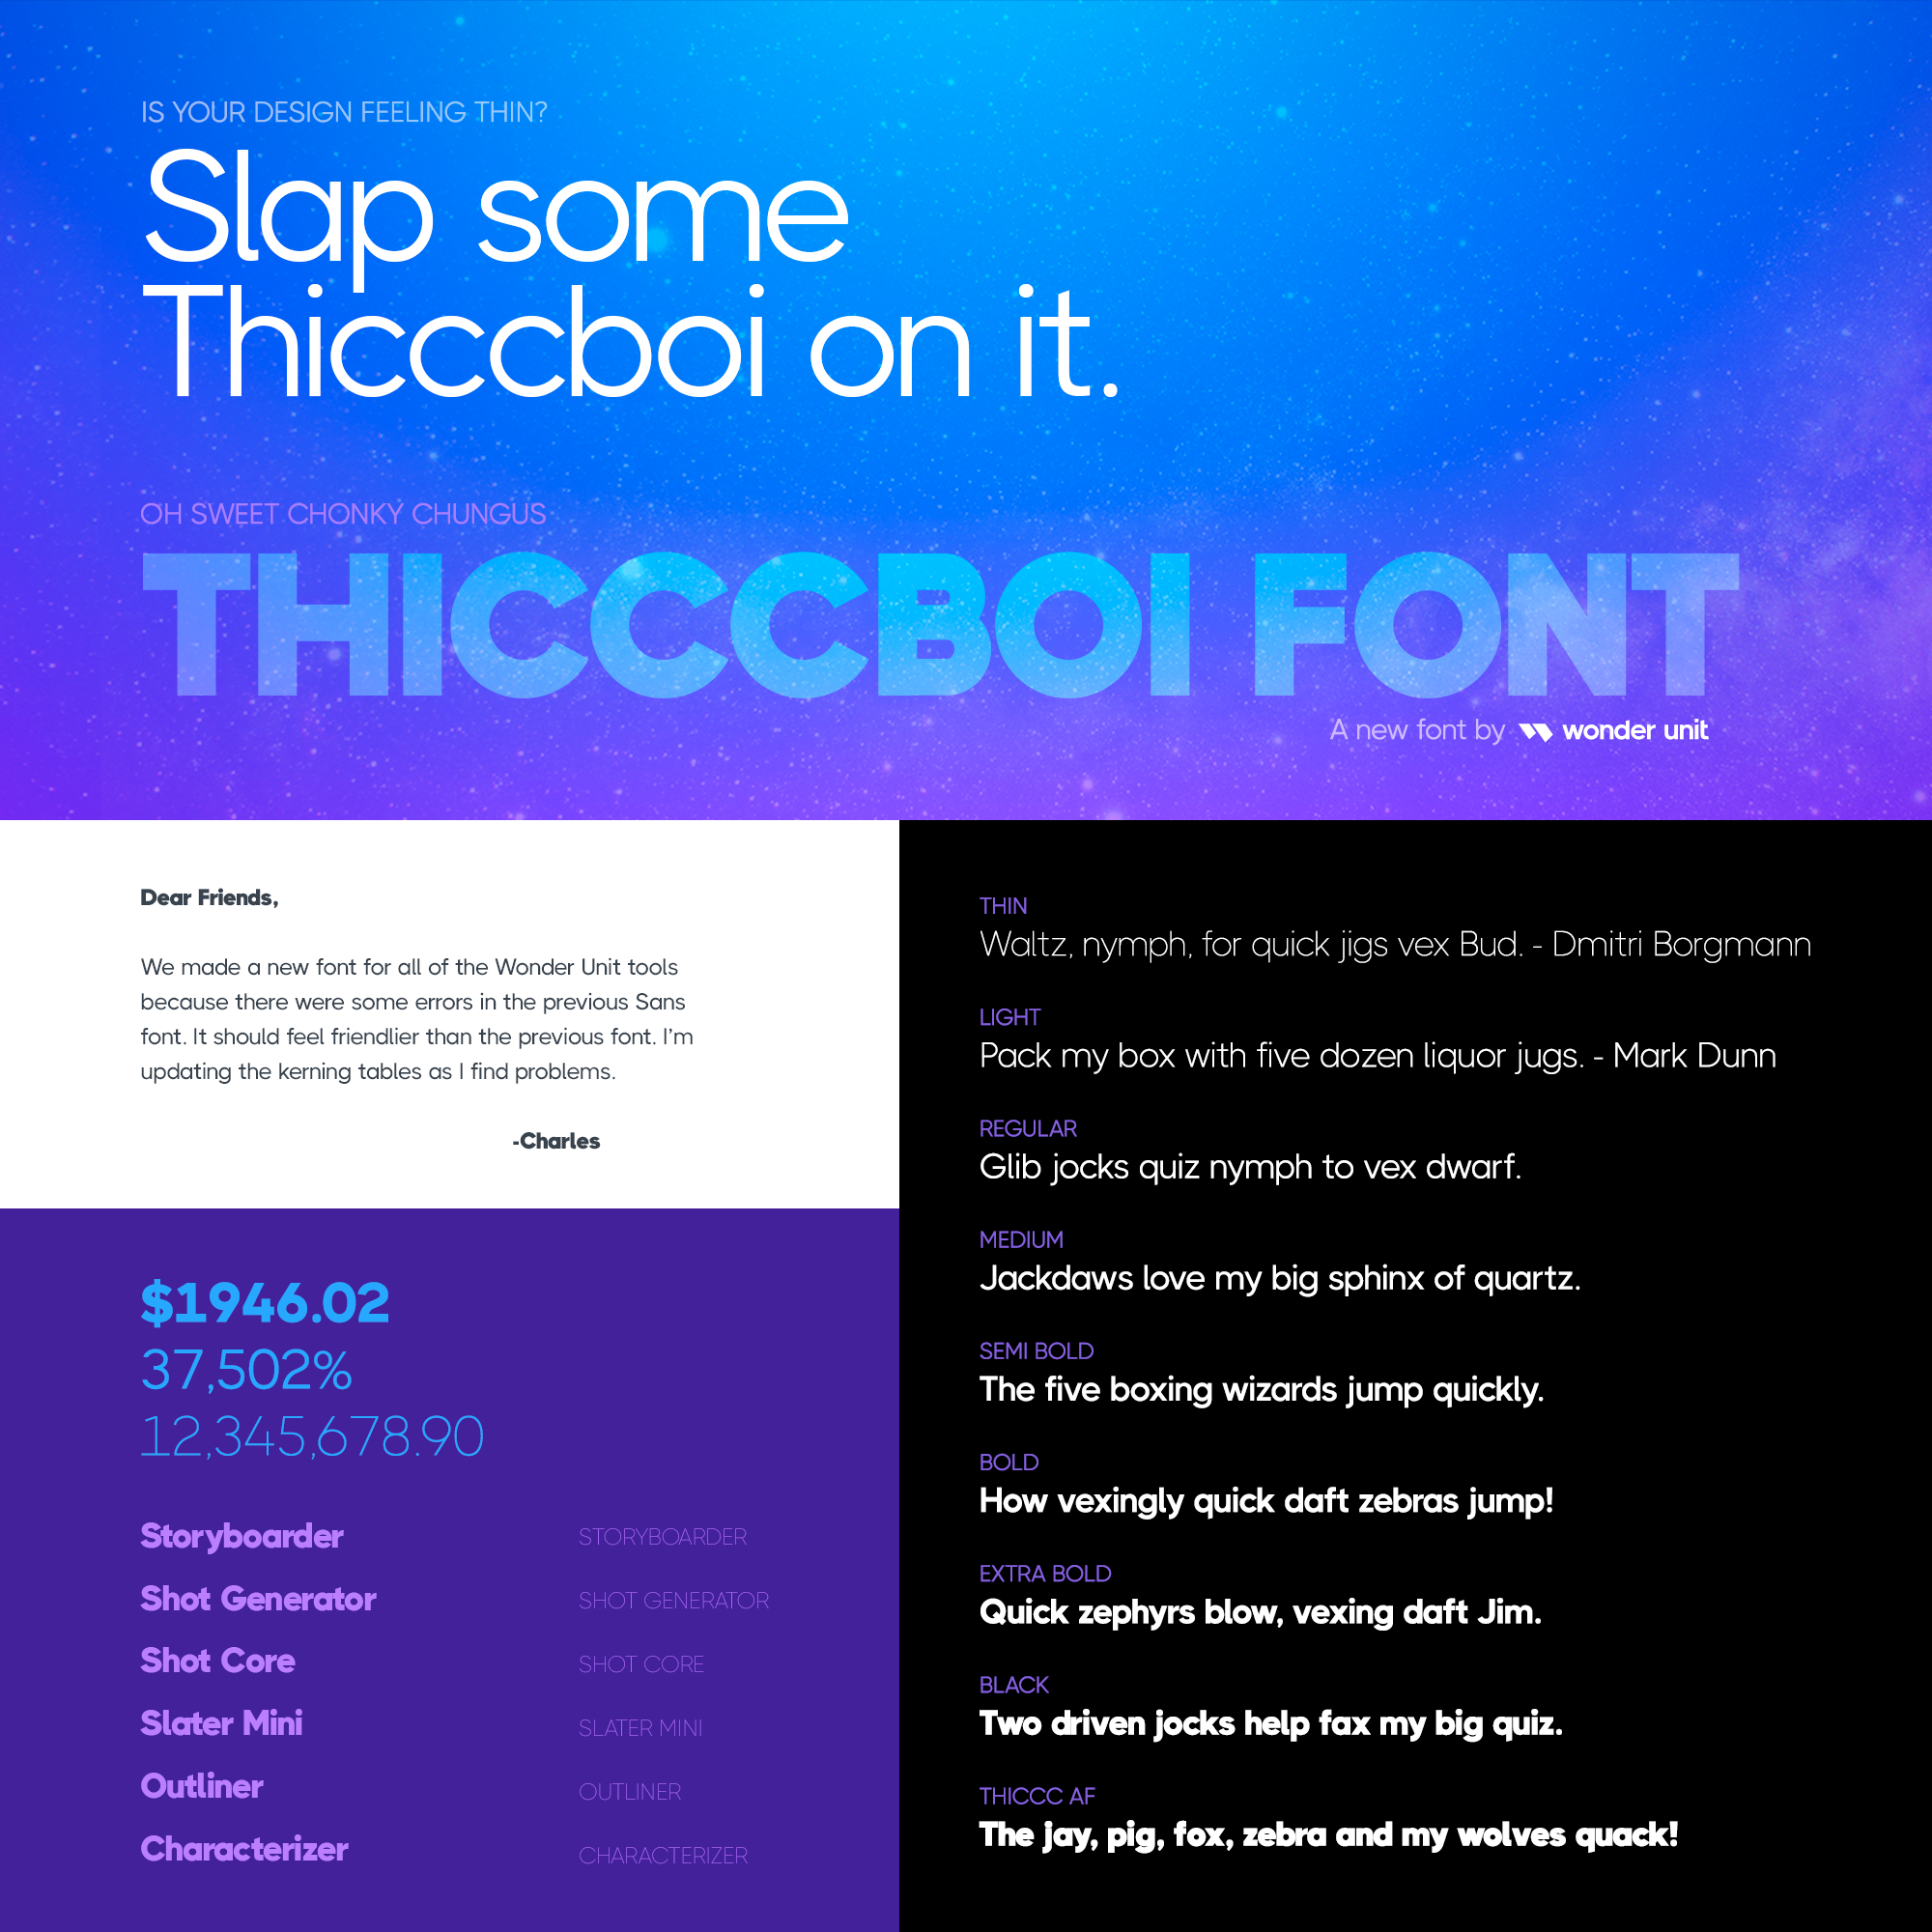 IS YOUR DESIGN FEELING THIN?
Slap some
Thicccboi on it.
OH SWEET CHONKY CHUNGUS
THICCCBOI FONT
A new font by wonder unit
Dear Friends,
We made a new font for all of the Wonder Unit tools
because there were some errors in the previous Sans
font. It should feel friendlier than the previous font. I'm
updating the kerning tables as I find problems.
-Charles
$1946.02
37,502%
12,345,678.90
Storyboarder STORYBOARDER
Shot Generator SHOT GENERATOR
Shot Core SHOT CORE
Slater Mini SLATER MINI
Outliner OUTLINER
Characterizer CHARACTERIZER
THIN
Waltz, nymph, for quick jigs vex Bud. - Dmitri Borgmann
LIGHT
Pack my box with five dozen liquor jugs. - Mark Dunn
REGULAR
Glib jocks quiz nymph to vex dwarf.
MEDIUM
Jackdaws love my big sphinx of quartz.
SEMI BOLD
The five boxing wizards jump quickly.
BOLD
How vexingly quick daft zebras jump!
EXTRA BOLD
Quick zephyrs blow, vexing daft Jim.
BLACK
Two driven jocks help fax my big quiz.
THICCC AF
The jay, pig, fox, zebra and my wolves quack!